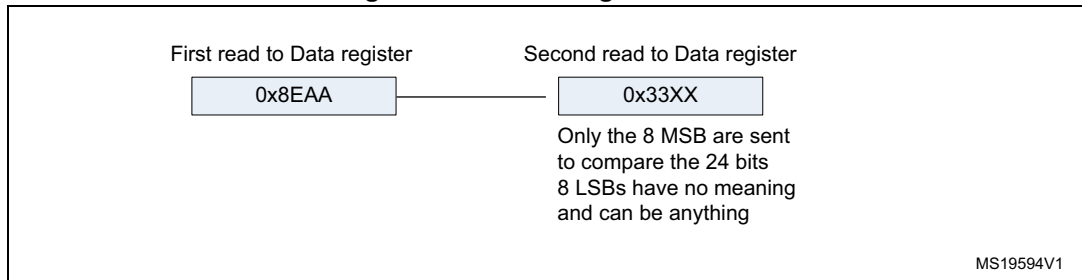 First read to Data register
Second read to Data register
0x8EAA
0x33XX
Only the 8 MSB are sent
to compare the 24 bits
8 LSBs have no meaning
and can be anything
MS19594V1